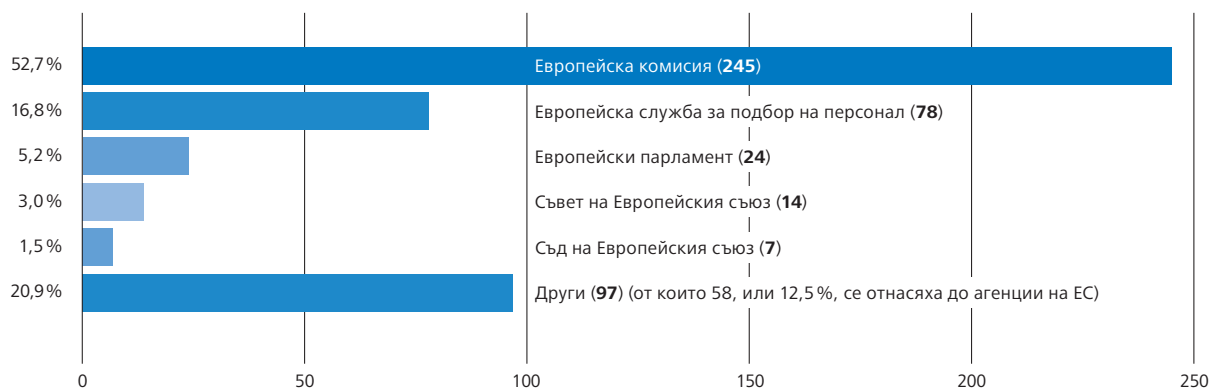 52,7 % Европейска комисия (245)
16,8 % Европейска служба за подбор на персонал (78)
5,2 % Европейски парламент (24)
3,0 % Съвет на Европейския съюз (14)
1,5 % Съд на Европейския съюз (7)
20,9 % Други (97) (от които 58, или 12,5 %, се отнасяха до агенции на ЕС)
0 50 100 150 200 250